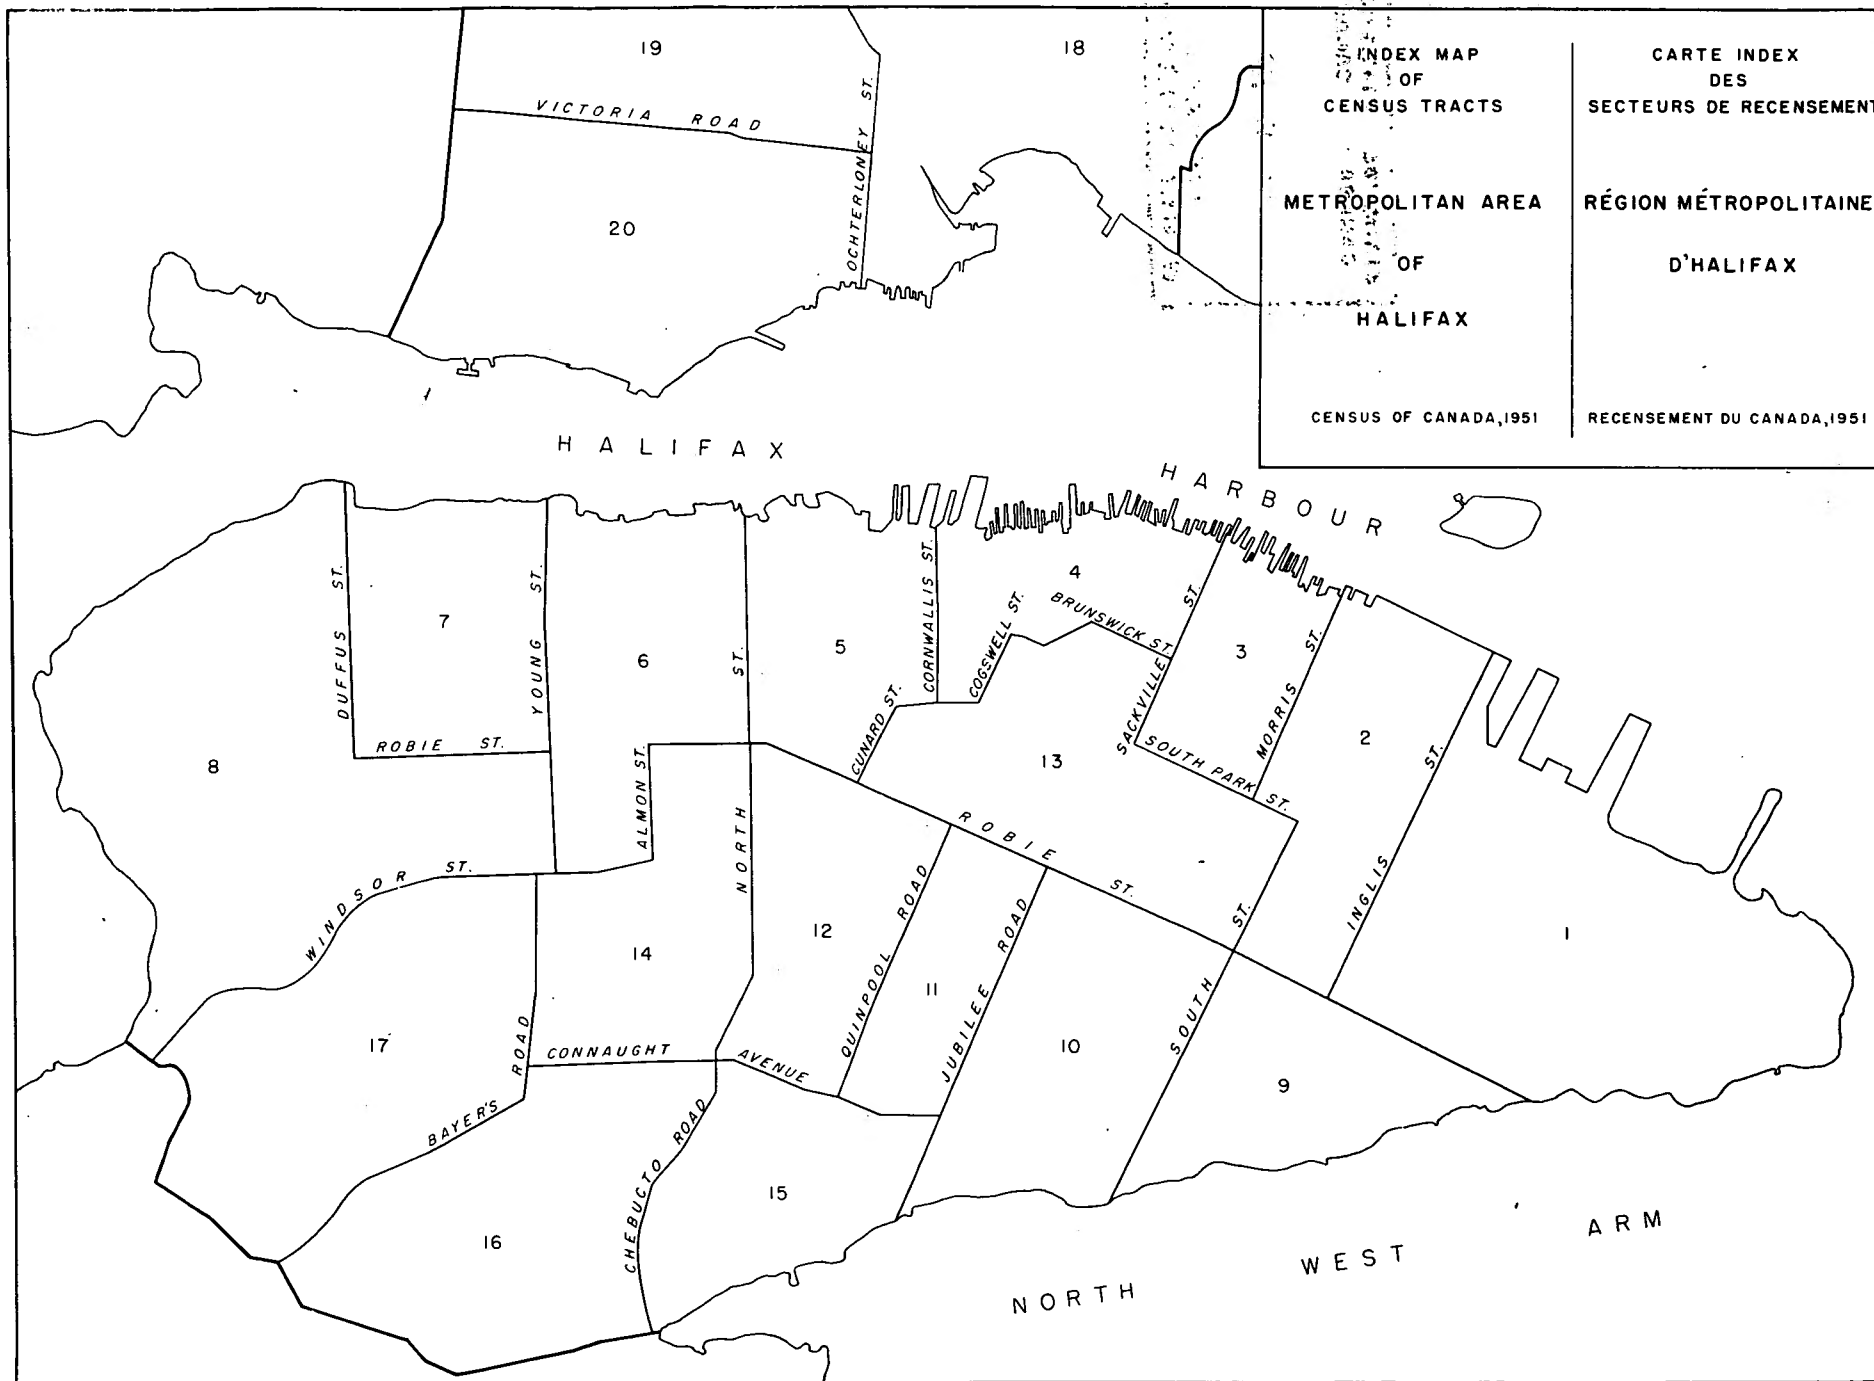 INDEX MAP
OF
CENSUS TRACTS
METROPOLITAN AREA
OF
HALIFAX
CENSUS OF CANADA, 1951
CARTE INDEX
DES
SECTEURS DE RECENSEMENT
RÉGION MÉTROPOLITAINE
D'HALIFAX
RECENSEMENT DU CANADA, 1951
19
18
VICTORIA ROAD
OCHTERLONEY ST.
20
HALIFAX HARBOUR
DUFFUS ST.
7
YOUNG ST.
6
NORTH ST.
5
CORNWALLIS ST.
COGSWELL ST.
4
BRUNSWICK ST.
SACKVILLE ST.
3
MORRIS ST.
2
INGLIS ST.
1
8
ROBIE ST.
ALMON ST.
CUNARD ST.
13
SOUTH PARK ST.
ROBIE ST.
WINDSOR ST.
14
12
QUINPOOL ROAD
11
JUBILEE ROAD
10
SOUTH ST.
9
17
BAYER'S ROAD
CONNAUGHT AVENUE
CHEBUCTO ROAD
15
16
NORTH WEST ARM